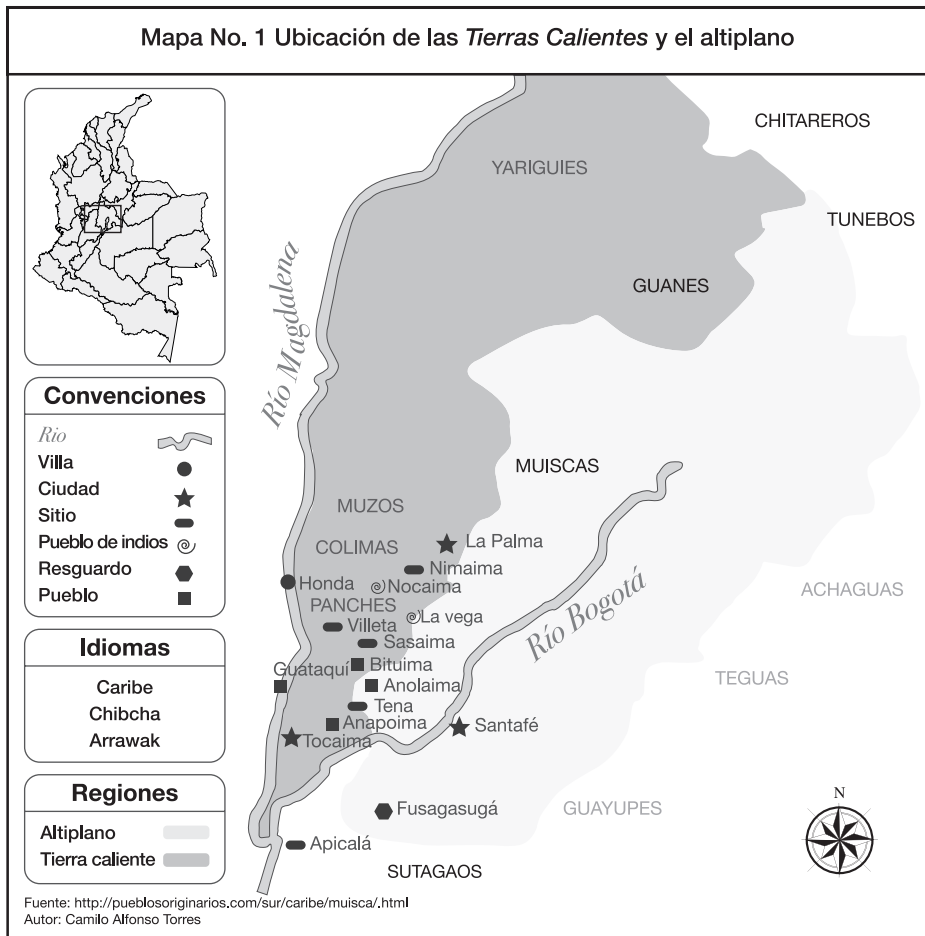 Mapa No. 1 Ubicación de las Tierras Calientes y el altiplano
CHITAREROS
YARIGUIES
TUNEBOS
GUANES
Río Magdalena
MUISCAS
MUZOS
COLIMAS
La Palma
Nimaima
Honda
Nocaima
PANCHES
La vega
Villeta
Sasaima
Río Bogotá
ACHAGUAS
Guataquí
Bituima
Anolaima
TEGUAS
Tena
Anapoima
Santafé
Tocaima
Fusagasugá
GUAYUPES
Apicalá
SUTAGAOS
N
Convenciones
Rio
Villa
Ciudad
Sitio
Pueblo de indios
Resguardo
Pueblo
Idiomas
Caribe
Chibcha
Arrawak
Regiones
Altiplano
Tierra caliente
Fuente: http://pueblosoriginarios.com/sur/caribe/muisca/.html
Autor: Camilo Alfonso Torres